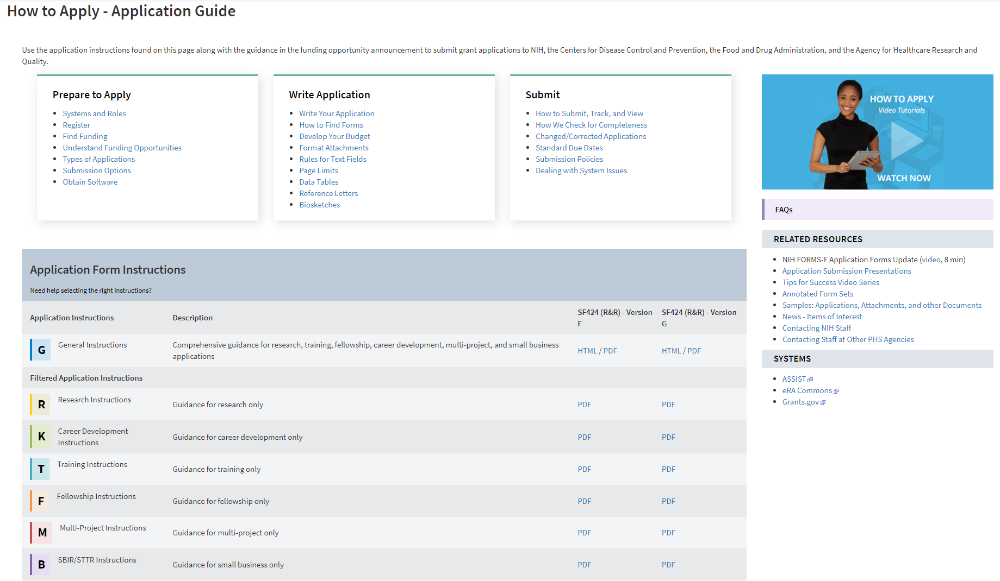 How to Apply - Application Guide
Use the application instructions found on this page along with the guidance in the funding opportunity announcement to submit grant applications to NIH, the Centers for Disease Control and Prevention, the Food and Drug Administration, and the Agency for Healthcare Research and
Quality.
Prepare to Apply
Systems and Roles
Register
Find Funding
Understand Funding Opportunities
Types of Applications
Submission Options
Obtain Software
Write Application
Write Your Application
How to Find Forms
Develop Your Budget
Format Attachments
Rules for Text Fields
Page Limits
Data Tables
Reference Letters
Biosketches
Submit
How to Submit, Track, and View
How We Check for Completeness
Changed/Corrected Applications
Standard Due Dates
Submission Policies
Dealing with System Issues
HOW TO APPLY
Video Tutorials
WATCH NOW
FAQs
RELATED RESOURCES
NIH FORMS-F Application Forms Update (video, 8 min)
Application Submission Presentations
Tips for Success Video Series
Annotated Form Sets
Samples: Applications, Attachments, and other Documents
News - Items of Interest
Contacting NIH Staff
Contacting Staff at Other PHS Agencies
SYSTEMS
ASSIST
eRA Commons
Grants.gov
Application Form Instructions
Need help selecting the right instructions?
Application Instructions
Description
SF424 (R&R) - Version
F
SF424 (R&R) - Version
G
G
General Instructions
Comprehensive guidance for research, training, fellowship, career development, multi-project, and small business
applications
HTML / PDF
HTML / PDF
Filtered Application Instructions
R
Research Instructions
Guidance for research only
PDF
PDF
K
Career Development
Instructions
Guidance for career development only
PDF
PDF
T
Training Instructions
Guidance for training only
PDF
PDF
F
Fellowship Instructions
Guidance for fellowship only
PDF
PDF
M
Multi-Project Instructions
Guidance for multi-project only
PDF
PDF
B
SBIR/STTR Instructions
Guidance for small business only
PDF
PDF